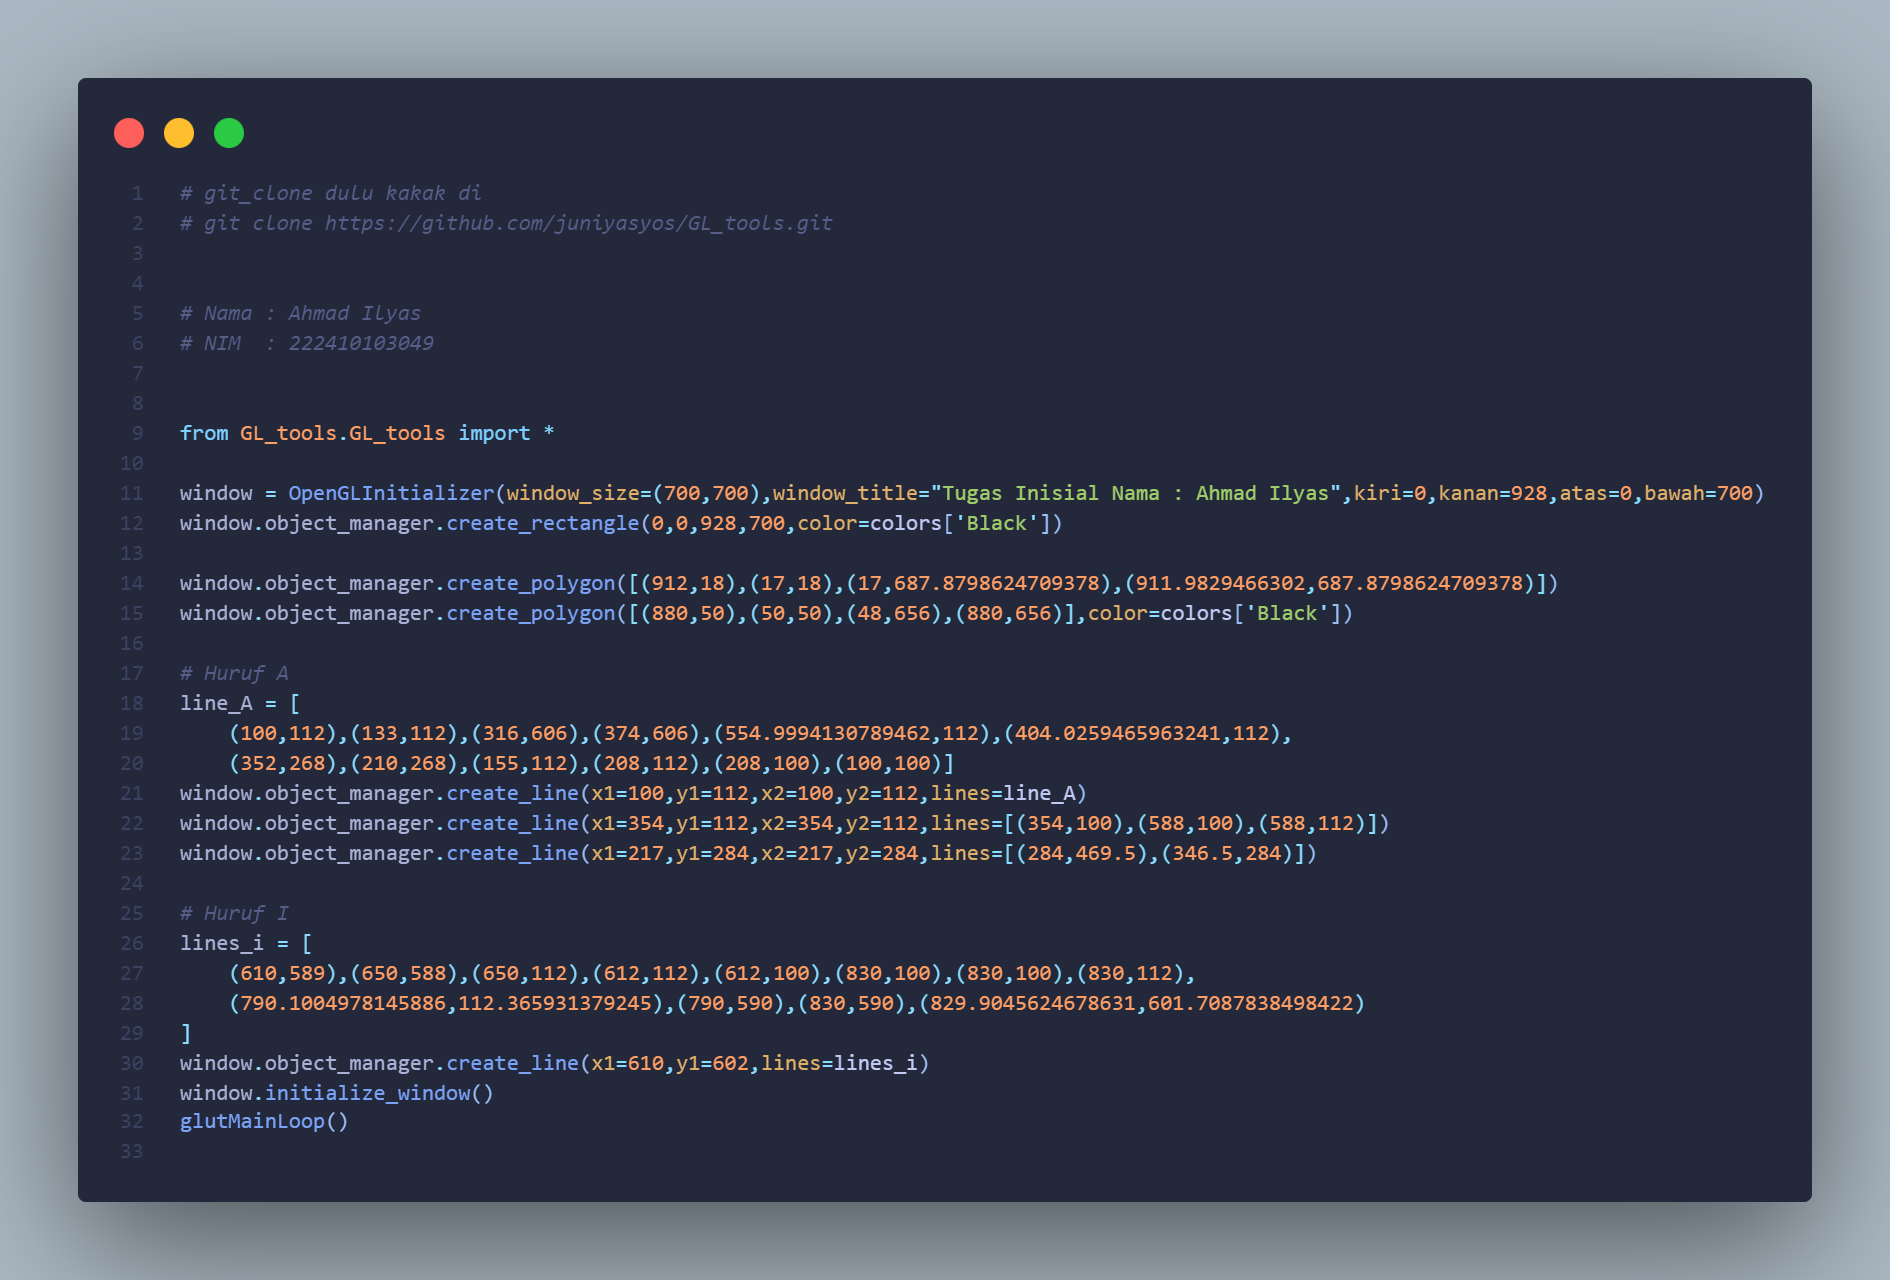 1 # git_clone dulu kakak di
2 # git clone https://github.com/juniyasyos/GL_tools.git
3
4
5 # Nama : Ahmad Ilyas
6 # NIM  : 222410103049
7
8
9 from GL_tools.GL_tools import *
10
11 window = OpenGLInitializer(window_size=(700,700),window_title="Tugas Inisial Nama : Ahmad Ilyas",kiri=0,kanan=928,atas=0,bawah=700)
12 window.object_manager.create_rectangle(0,0,928,700,color=colors['Black'])
13
14 window.object_manager.create_polygon([(912,18),(17,18),(17,687.8798624709378),(911.9829466302,687.8798624709378)])
15 window.object_manager.create_polygon([(880,50),(50,50),(48,656),(880,656)],color=colors['Black'])
16
17 # Huruf A
18 line_A = [
19     (100,112),(133,112),(316,606),(374,606),(554.9994130789462,112),(404.0259465963241,112),
20     (352,268),(210,268),(155,112),(208,112),(208,100),(100,100)]
21 window.object_manager.create_line(x1=100,y1=112,x2=100,y2=112,lines=line_A)
22 window.object_manager.create_line(x1=354,y1=112,x2=354,y2=112,lines=[(354,100),(588,100),(588,112)])
23 window.object_manager.create_line(x1=217,y1=284,x2=217,y2=284,lines=[(284,469.5),(346.5,284)])
24
25 # Huruf I
26 lines_i = [
27     (610,589),(650,588),(650,112),(612,112),(612,100),(830,100),(830,100),(830,112),
28     (790.1004978145886,112.365931379245),(790,590),(830,590),(829.9045624678631,601.7087838498422)
29 ]
30 window.object_manager.create_line(x1=610,y1=602,lines=lines_i)
31 window.initialize_window()
32 glutMainLoop()
33